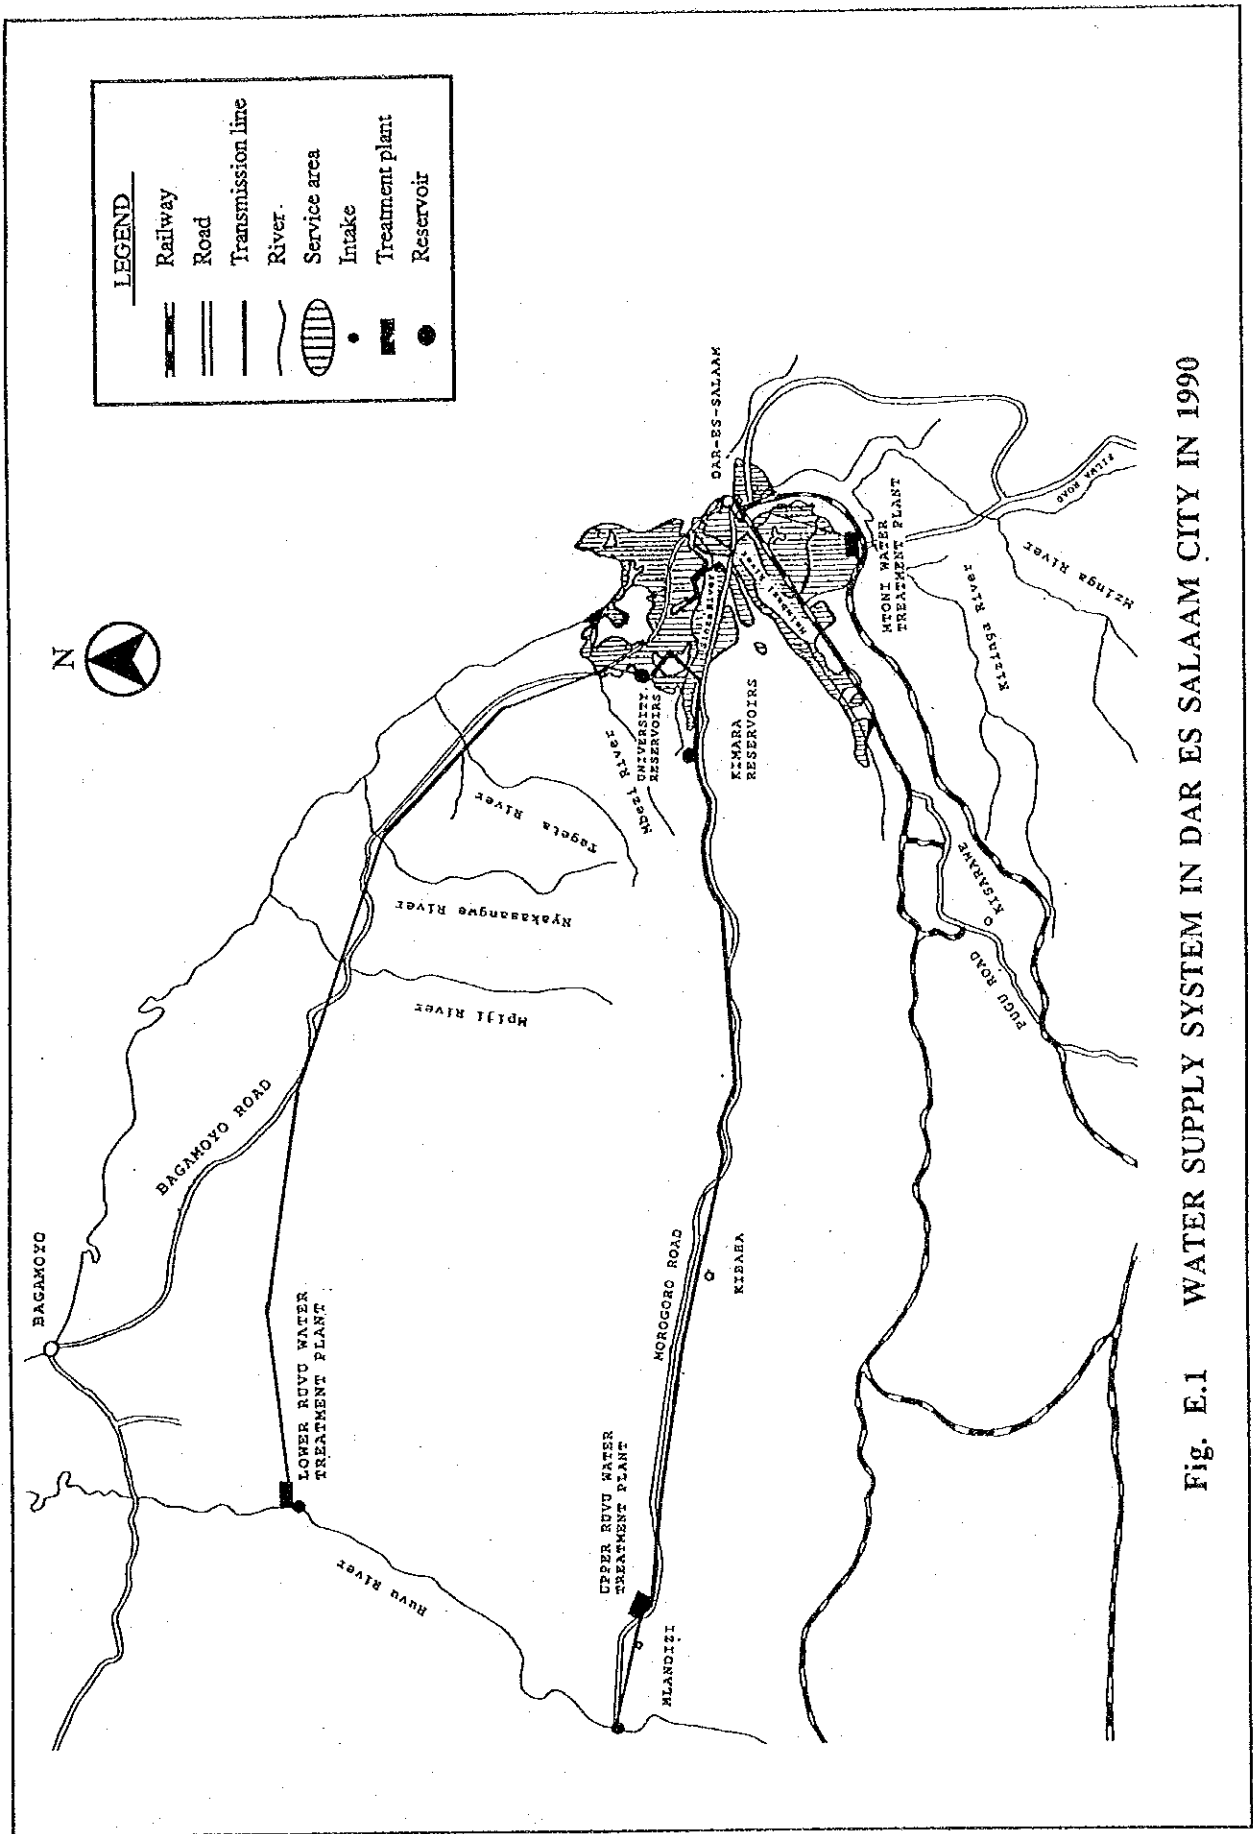 N
LEGEND
Railway
Road
Transmission line
River
Service area
Intake
Treatment plant
Reservoir
BAGAMOYO
BAGAMOYO ROAD
LOWER RUVU WATER
TREATMENT PLANT
Ruvu River
UPPER RUVU WATER
TREATMENT PLANT
MLANDIZI
MOROGORO ROAD
KIBAHA
Mpiji River
Nyakasangwe River
Tageta River
Mbezi River
UNIVERSITY
RESERVOIRS
KIMARA
RESERVOIRS
DAR-ES-SALAAM
MTONI WATER
TREATMENT PLANT
KILWA ROAD
Mzinga River
Kizinga River
KISARAWE
PUGU ROAD
Fig. E.1 WATER SUPPLY SYSTEM IN DAR ES SALAAM CITY IN 1990